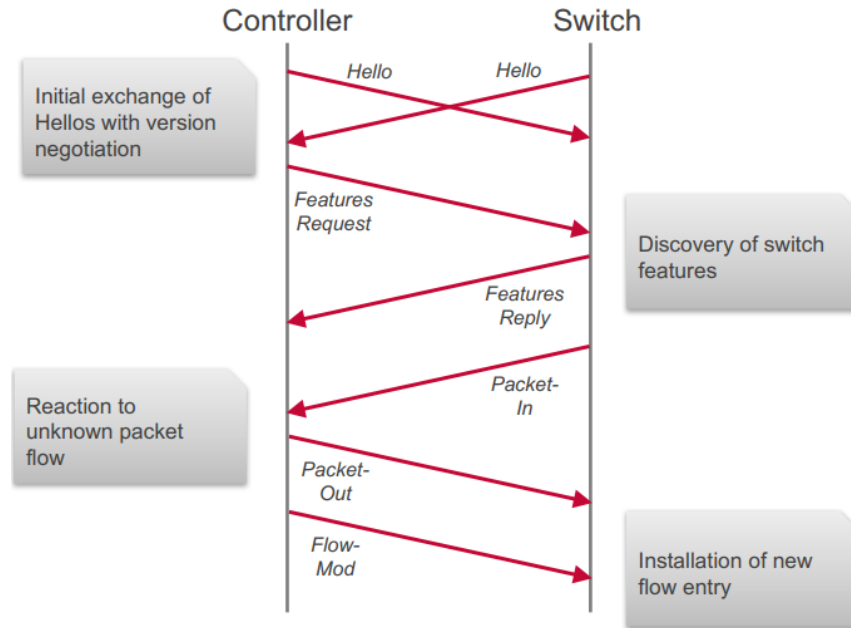 Controller
Switch
Hello
Hello
Initial exchange of
Hellos with version
negotiation
Features
Request
Discovery of switch
features
Features
Reply
Packet-
In
Reaction to
unknown packet
flow
Packet-
Out
Flow-
Mod
Installation of new
flow entry